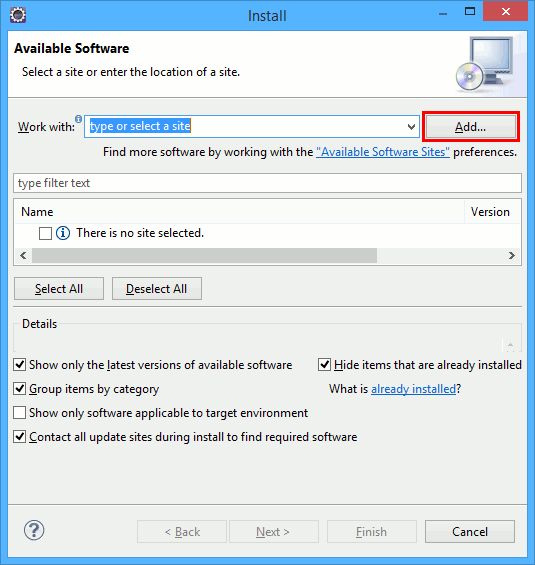 Install
Available Software
Select a site or enter the location of a site.
Work with: type or select a site Add...
Find more software by working with the "Available Software Sites" preferences.
type filter text
Name Version
There is no site selected.
Select All Deselect All
Details
Show only the latest versions of available software Hide items that are already installed
Group items by category What is already installed?
Show only software applicable to target environment
Contact all update sites during install to find required software
? < Back Next > Finish Cancel